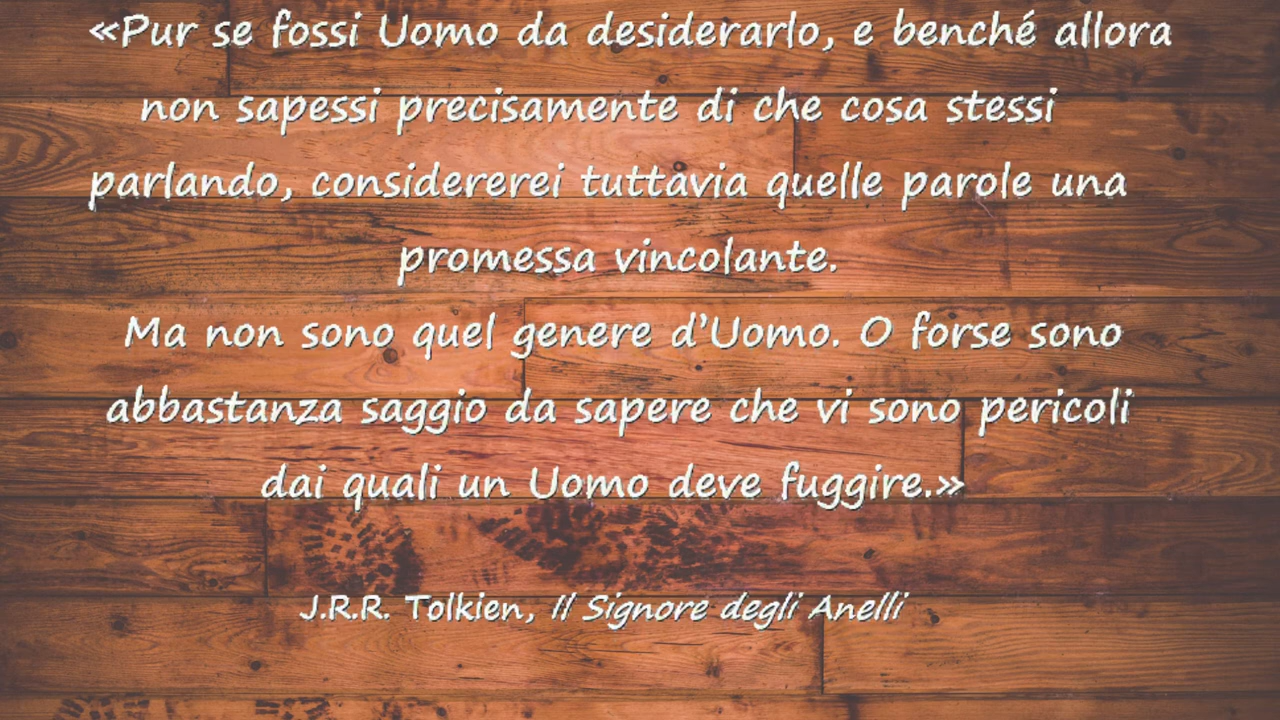 «Pur se fossi Uomo da desiderarlo, e benché allora
non sapessi precisamente di che cosa stessi
parlando, considererei tuttavia quelle parole una
promessa vincolante.
Ma non sono quel genere d'Uomo. O forse sono
abbastanza saggio da sapere che vi sono pericoli
dai quali un Uomo deve fuggire.»
J.R.R. Tolkien, Il Signore degli Anelli